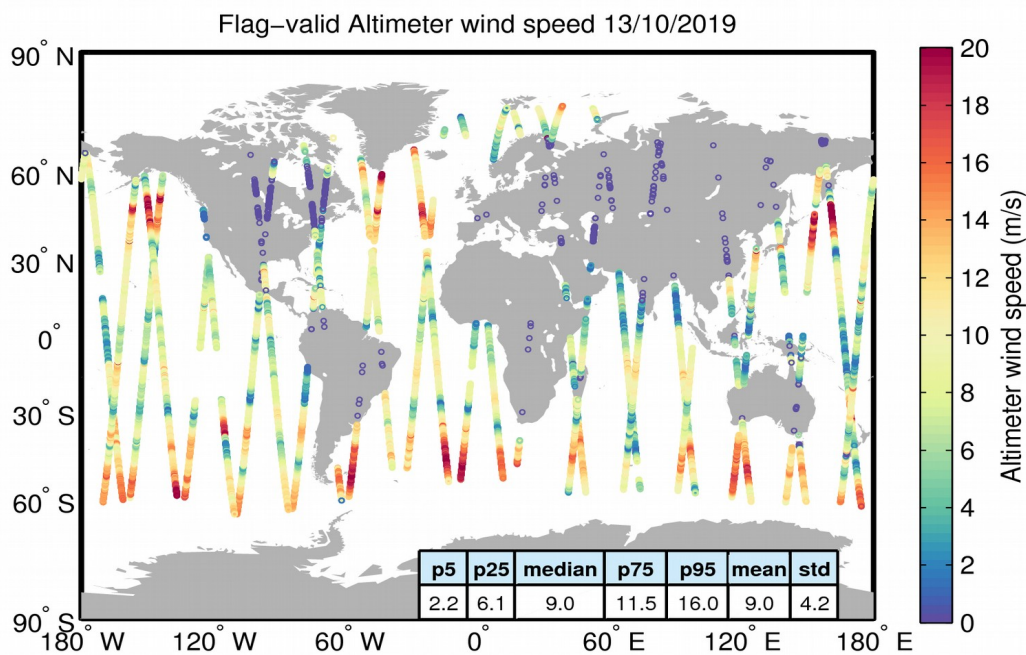 Flag-valid Altimeter wind speed 13/10/2019
90° N
60° N
30° N
0°
30° S
60° S
90° S
180° W
120° W
60° W
0°
60° E
120° E
180° E
p5 p25 median p75 p95 mean std
2.2 6.1 9.0 11.5 16.0 9.0 4.2
20
18
16
14
12
10
8
6
4
2
0
Altimeter wind speed (m/s)